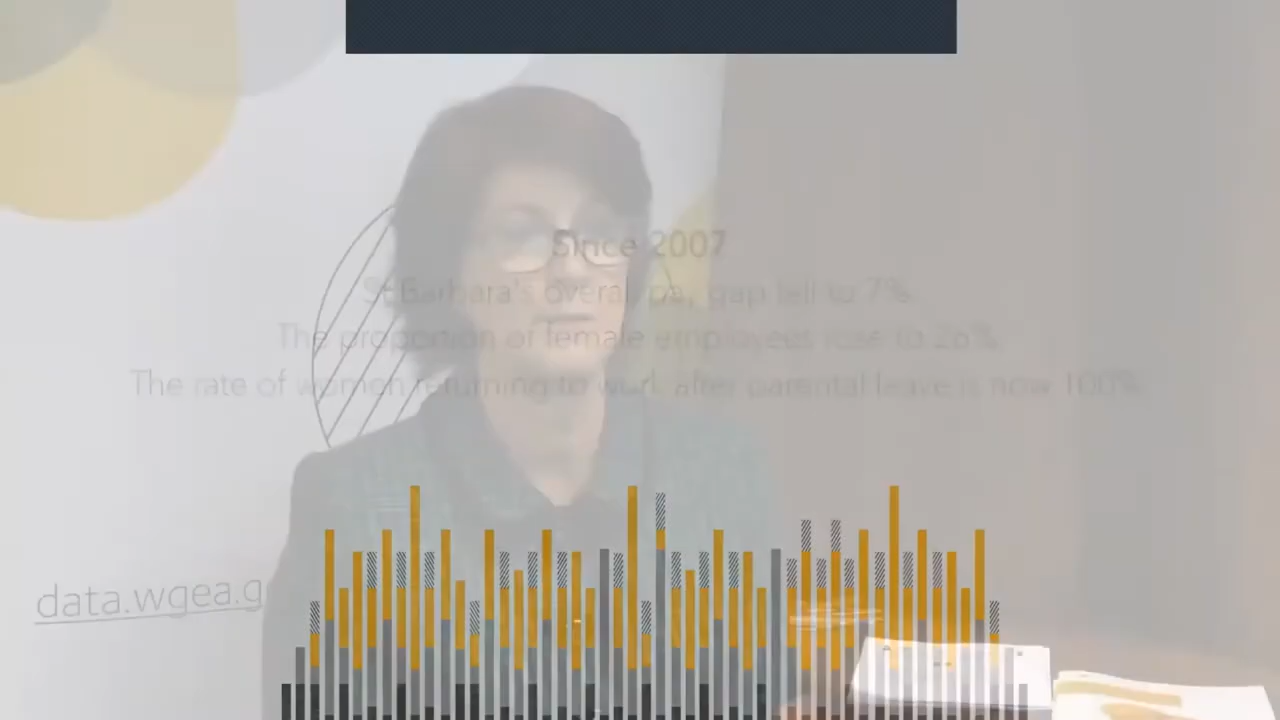 Since 2007
St Barbara's overall pay gap fell to 7%
The proportion of female employees rose to 26%
The rate of women returning to work after parental leave is now 100%
data.wgea.g